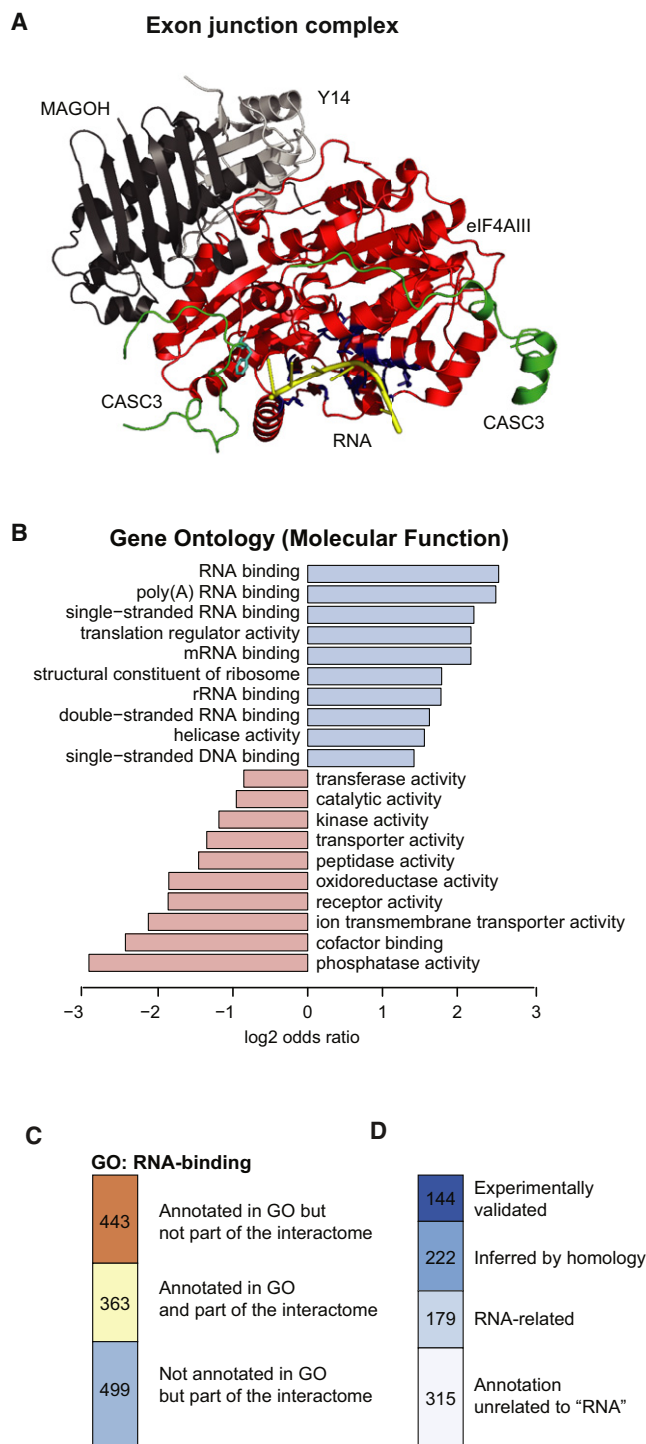 A
Exon junction complex
MAGOH
Y14
eIF4AIII
CASC3
RNA
CASC3
B
Gene Ontology (Molecular Function)
RNA binding
poly(A) RNA binding
single−stranded RNA binding
translation regulator activity
mRNA binding
structural constituent of ribosome
rRNA binding
double−stranded RNA binding
helicase activity
single−stranded DNA binding
transferase activity
catalytic activity
kinase activity
transporter activity
peptidase activity
oxidoreductase activity
receptor activity
ion transmembrane transporter activity
cofactor binding
phosphatase activity
−3 −2 −1 0 1 2 3
log2 odds ratio
C
GO: RNA-binding
443
Annotated in GO but
not part of the interactome
363
Annotated in GO
and part of the interactome
499
Not annotated in GO
but part of the interactome
D
144
Experimentally
validated
222
Inferred by homology
179
RNA-related
315
Annotation
unrelated to “RNA”